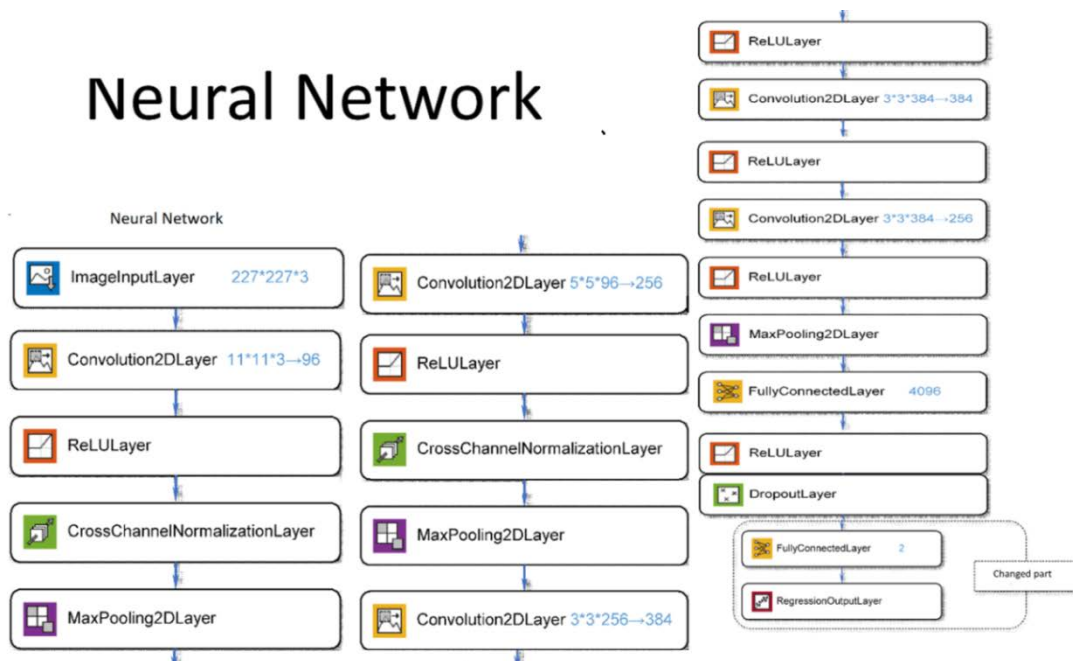 Neural Network
Neural Network
ImageInputLayer 227*227*3
Convolution2DLayer 11*11*3→96
ReLULayer
CrossChannelNormalizationLayer
MaxPooling2DLayer
Convolution2DLayer 5*5*96→256
ReLULayer
CrossChannelNormalizationLayer
MaxPooling2DLayer
Convolution2DLayer 3*3*256→384
ReLULayer
Convolution2DLayer 3*3*384→384
ReLULayer
Convolution2DLayer 3*3*384→256
ReLULayer
MaxPooling2DLayer
FullyConnectedLayer 4096
ReLULayer
DropoutLayer
FullyConnectedLayer 2
RegressionOutputLayer
Changed part